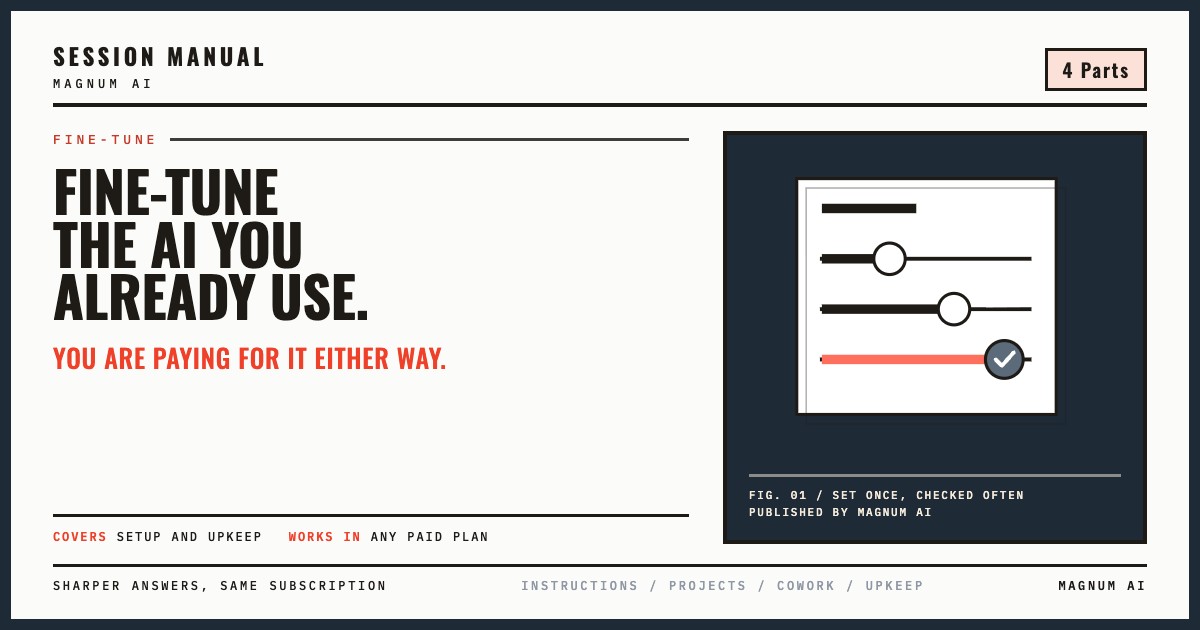 SESSION MANUAL
MAGNUM AI
4 Parts
FINE-TUNE
FINE-TUNE
THE AI YOU
ALREADY USE.
YOU ARE PAYING FOR IT EITHER WAY.
COVERS SETUP AND UPKEEP WORKS IN ANY PAID PLAN
FIG. 01 / SET ONCE, CHECKED OFTEN
PUBLISHED BY MAGNUM AI
SHARPER ANSWERS, SAME SUBSCRIPTION
INSTRUCTIONS / PROJECTS / COWORK / UPKEEP
MAGNUM AI